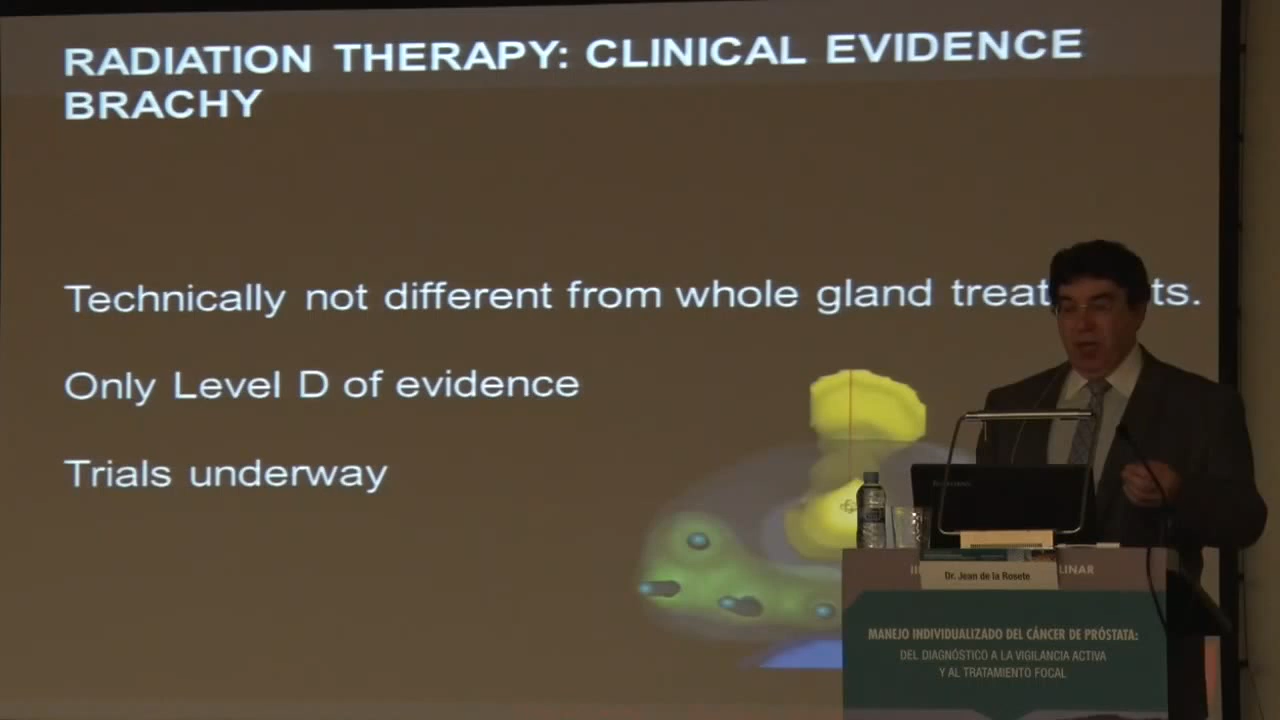 RADIATION THERAPY: CLINICAL EVIDENCE
BRACHY
Technically not different from whole gland treat ts.
Only Level D of evidence
Trials underway
LINAR
Dr. Jean de la Rosete
MANEJO INDIVIDUALIZADO DEL CÁNCER DE PRÓSTATA:
DEL DIAGNÓSTICO A LA VIGILANCIA ACTIVA
Y AL TRATAMIENTO FOCAL